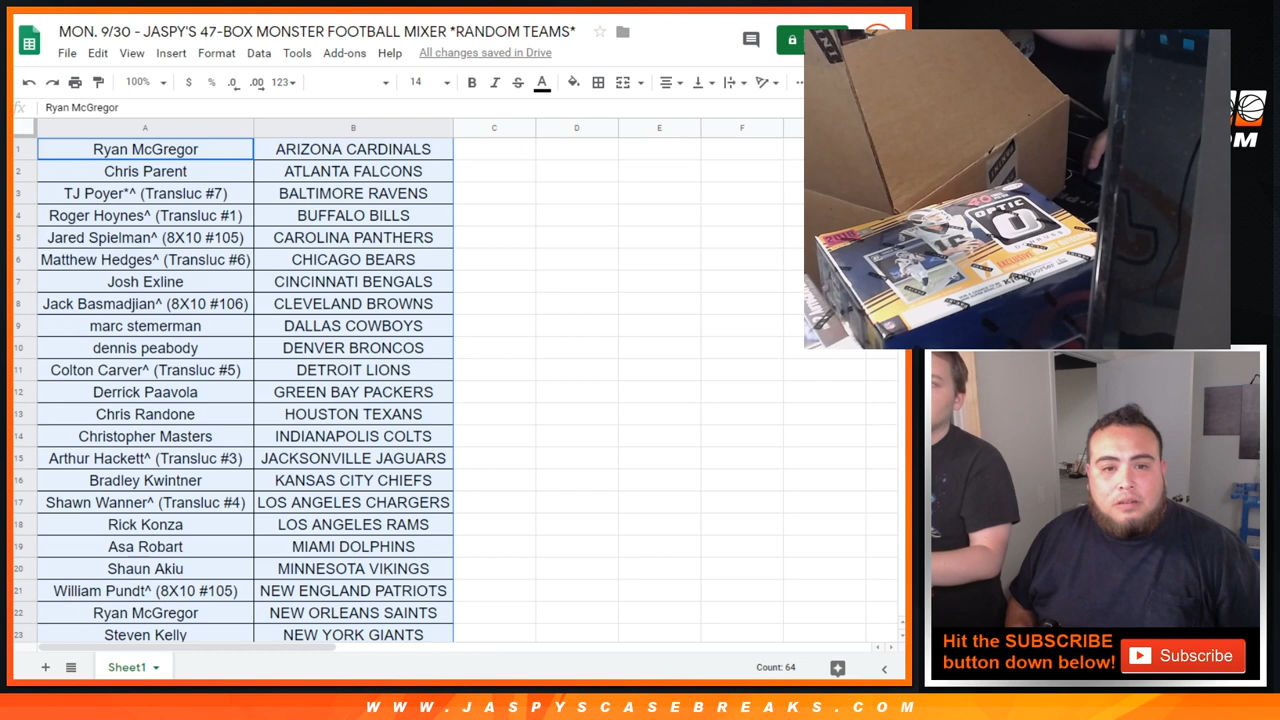 MON. 9/30 - JASPY'S 47-BOX MONSTER FOOTBALL MIXER *RANDOM TEAMS*
File Edit View Insert Format Data Tools Add-ons Help All changes saved in Drive
100% $ % .0 .00 123 14 B I S A
fx Ryan McGregor
A B C D E F
1 Ryan McGregor ARIZONA CARDINALS
2 Chris Parent ATLANTA FALCONS
3 TJ Poyer*^ (Transluc #7) BALTIMORE RAVENS
4 Roger Hoynes^ (Transluc #1) BUFFALO BILLS
5 Jared Spielman^ (8X10 #105) CAROLINA PANTHERS
6 Matthew Hedges^ (Transluc #6) CHICAGO BEARS
7 Josh Exline CINCINNATI BENGALS
8 Jack Basmadjian^ (8X10 #106) CLEVELAND BROWNS
9 marc stemerman DALLAS COWBOYS
10 dennis peabody DENVER BRONCOS
11 Colton Carver^ (Transluc #5) DETROIT LIONS
12 Derrick Paavola GREEN BAY PACKERS
13 Chris Randone HOUSTON TEXANS
14 Christopher Masters INDIANAPOLIS COLTS
15 Arthur Hackett^ (Transluc #3) JACKSONVILLE JAGUARS
16 Bradley Kwintner KANSAS CITY CHIEFS
17 Shawn Wanner^ (Transluc #4) LOS ANGELES CHARGERS
18 Rick Konza LOS ANGELES RAMS
19 Asa Robart MIAMI DOLPHINS
20 Shaun Akiu MINNESOTA VIKINGS
21 William Pundt^ (8X10 #105) NEW ENGLAND PATRIOTS
22 Ryan McGregor NEW ORLEANS SAINTS
23 Steven Kelly NEW YORK GIANTS
Sheet1 Count: 64
OPTIC
DONRUSS
EXCLUSIVE
Hit the SUBSCRIBE
button down below!
Subscribe
WWW.JASPYSCASEBREAKS.COM